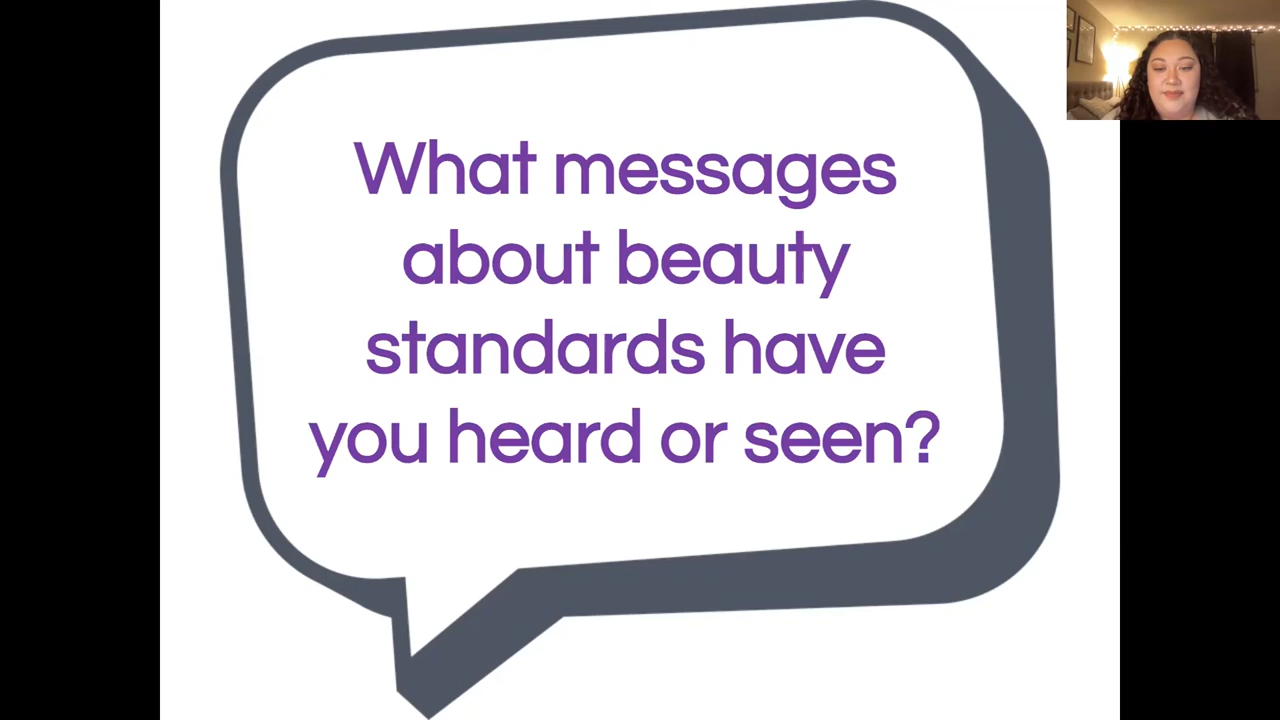 What messages
about beauty
standards have
you heard or seen?